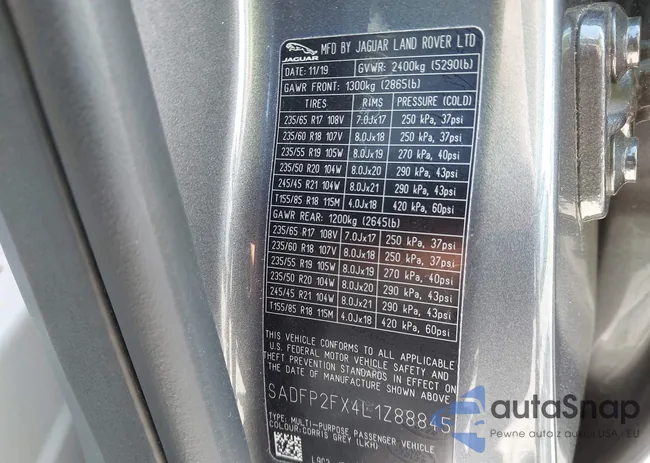 JAGUAR MFD BY JAGUAR LAND ROVER LTD
DATE: 11/19 GVWR: 2400kg (5290lb)
GAWR FRONT: 1300kg (2865lb)
TIRES RIMS PRESSURE (COLD)
235/65 R17 108V 7.0Jx17 250 kPa, 37psi
235/60 R18 107V 8.0Jx18 250 kPa, 37psi
235/55 R19 105W 8.0Jx19 270 kPa, 40psi
235/50 R20 104W 8.0Jx20 290 kPa, 43psi
245/45 R21 104W 8.0Jx21 290 kPa, 43psi
T155/85 R18 115M 4.0Jx18 420 kPa, 60psi
GAWR REAR: 1200kg (2645lb)
235/65 R17 108V 7.0Jx17 250 kPa, 37psi
235/60 R18 107V 8.0Jx18 250 kPa, 37psi
235/55 R19 105W 8.0Jx19 270 kPa, 40psi
235/50 R20 104W 8.0Jx20 290 kPa, 43psi
245/45 R21 104W 8.0Jx21 290 kPa, 43psi
T155/85 R18 115M 4.0Jx18 420 kPa, 60psi
THIS VEHICLE CONFORMS TO ALL APPLICABLE
U.S. FEDERAL MOTOR VEHICLE SAFETY AND
THEFT PREVENTION STANDARDS IN EFFECT ON
THE DATE OF MANUFACTURE SHOWN ABOVE.
SADFP2FX4L1Z88845
TYPE: MULTI-PURPOSE PASSENGER VEHICLE
COLOUR: CORRIS GREY (LKH)
autoSnap
Pewne auto z aukcji w USA